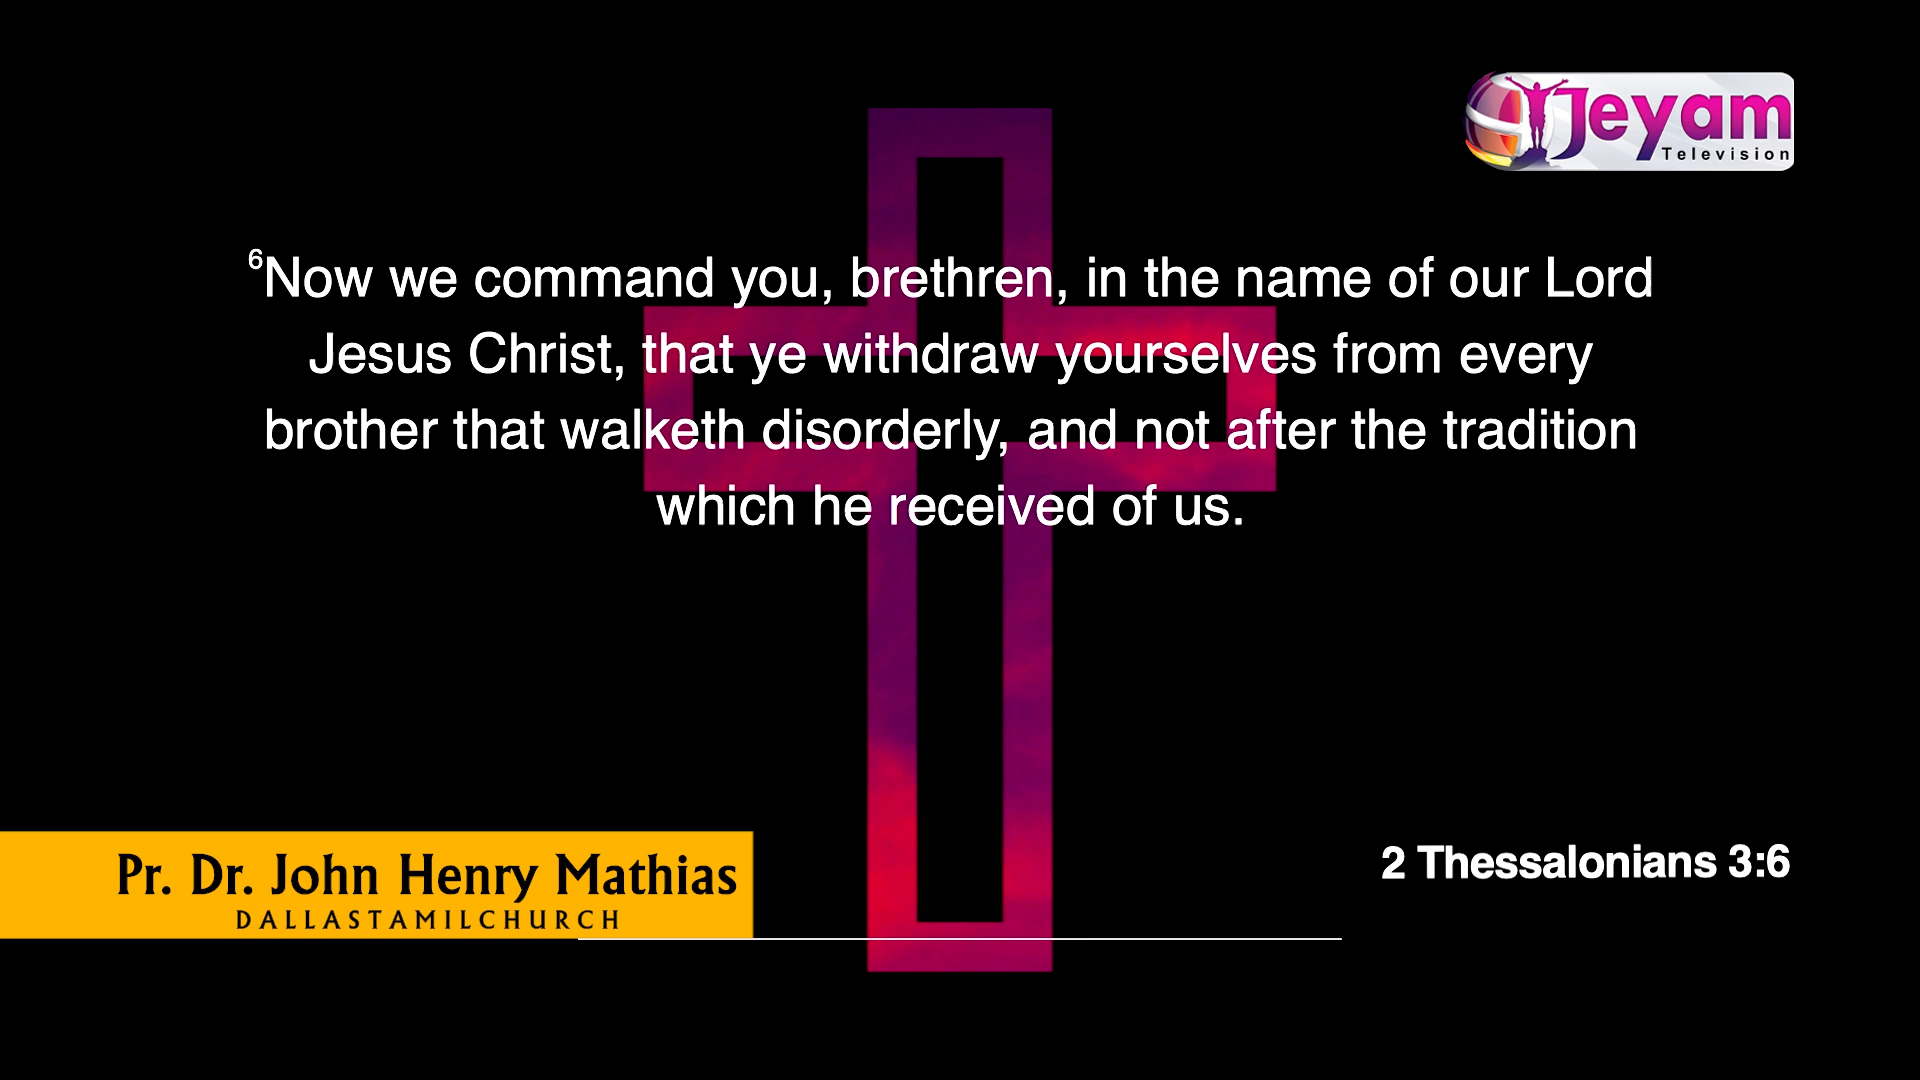 Jeyam
Television
6Now we command you, brethren, in the name of our Lord
Jesus Christ, that ye withdraw yourselves from every
brother that walketh disorderly, and not after the tradition
which he received of us.
2 Thessalonians 3:6
Pr. Dr. John Henry Mathias
DALLASTAMILCHURCH